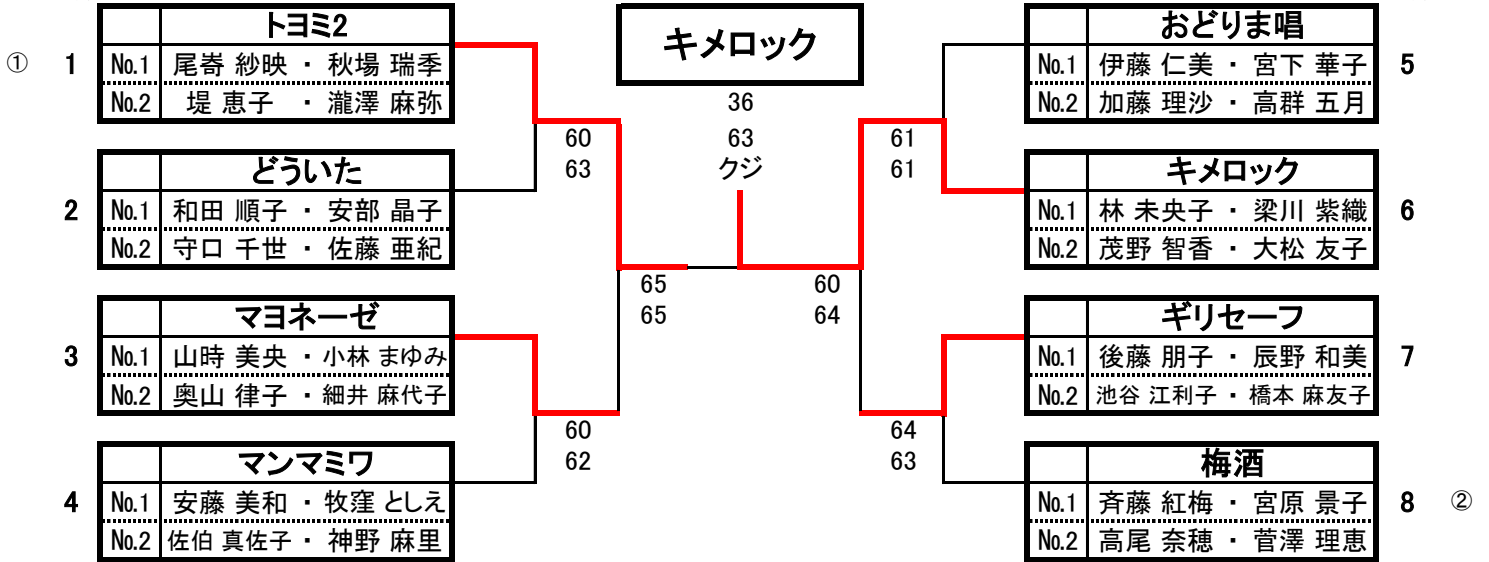 トヨミ2
① 1 No.1 尾嵜 紗映 ・ 秋場 瑞季
No.2 堤 恵子 ・ 瀧澤 麻弥
60
63
どういた
2 No.1 和田 順子 ・ 安部 晶子
No.2 守口 千世 ・ 佐藤 亜紀
65
65
マヨネーゼ
3 No.1 山時 美央 ・ 小林 まゆみ
No.2 奥山 律子 ・ 細井 麻代子
60
62
マンマミワ
4 No.1 安藤 美和 ・ 牧窪 としえ
No.2 佐伯 真佐子 ・ 神野 麻里
キメロック
36
63
クジ
おどりま唱
No.1 伊藤 仁美 ・ 宮下 華子 5
No.2 加藤 理沙 ・ 高群 五月
61
61
キメロック
No.1 林 未央子 ・ 梁川 紫織 6
No.2 茂野 智香 ・ 大松 友子
60
64
ギリセーフ
No.1 後藤 朋子 ・ 辰野 和美 7
No.2 池谷 江利子 ・ 橋本 麻友子
64
63
梅酒
No.1 斉藤 紅梅 ・ 宮原 景子 8 ②
No.2 高尾 奈穂 ・ 菅澤 理恵